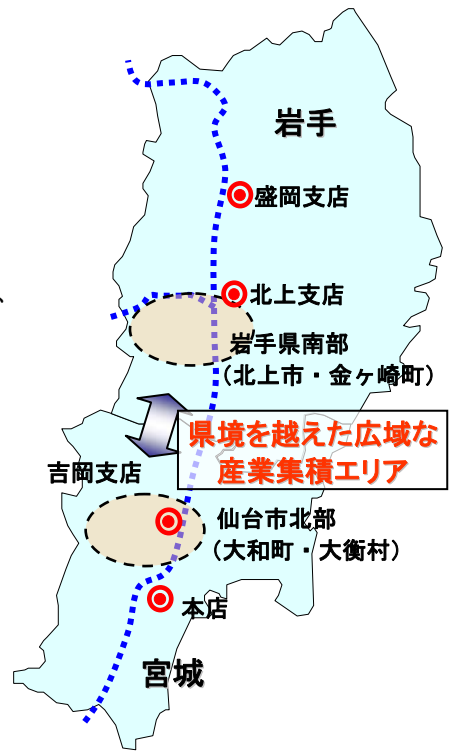 岩手
盛岡支店
北上支店
岩手県南部
（北上市・金ヶ崎町）
県境を越えた広域な
産業集積エリア
吉岡支店
仙台市北部
（大和町・大衡村）
本店
宮城